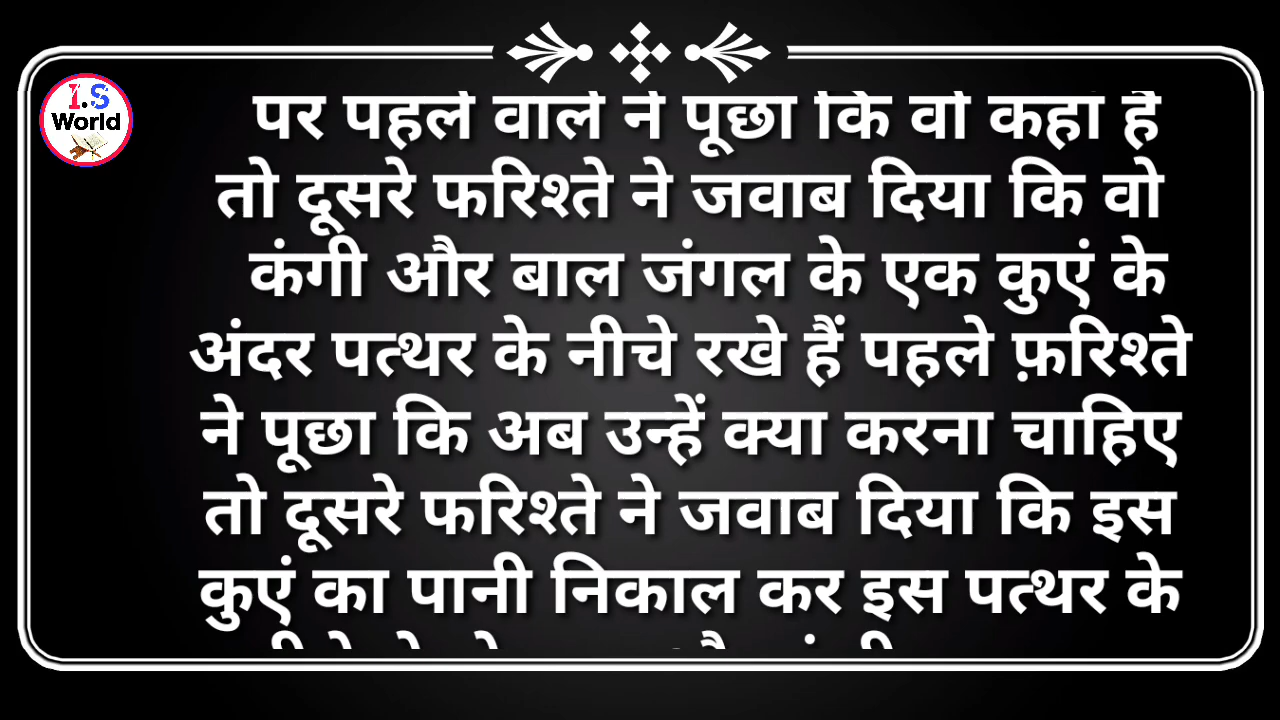 I.S
World
पर पहले वाले ने पूछा कि वो कहां है
तो दूसरे फरिश्ते ने जवाब दिया कि वो
कंगी और बाल जंगल के एक कुएं के
अंदर पत्थर के नीचे रखे हैं पहले फ़रिश्ते
ने पूछा कि अब उन्हें क्या करना चाहिए
तो दूसरे फरिश्ते ने जवाब दिया कि इस
कुएं का पानी निकाल कर इस पत्थर के